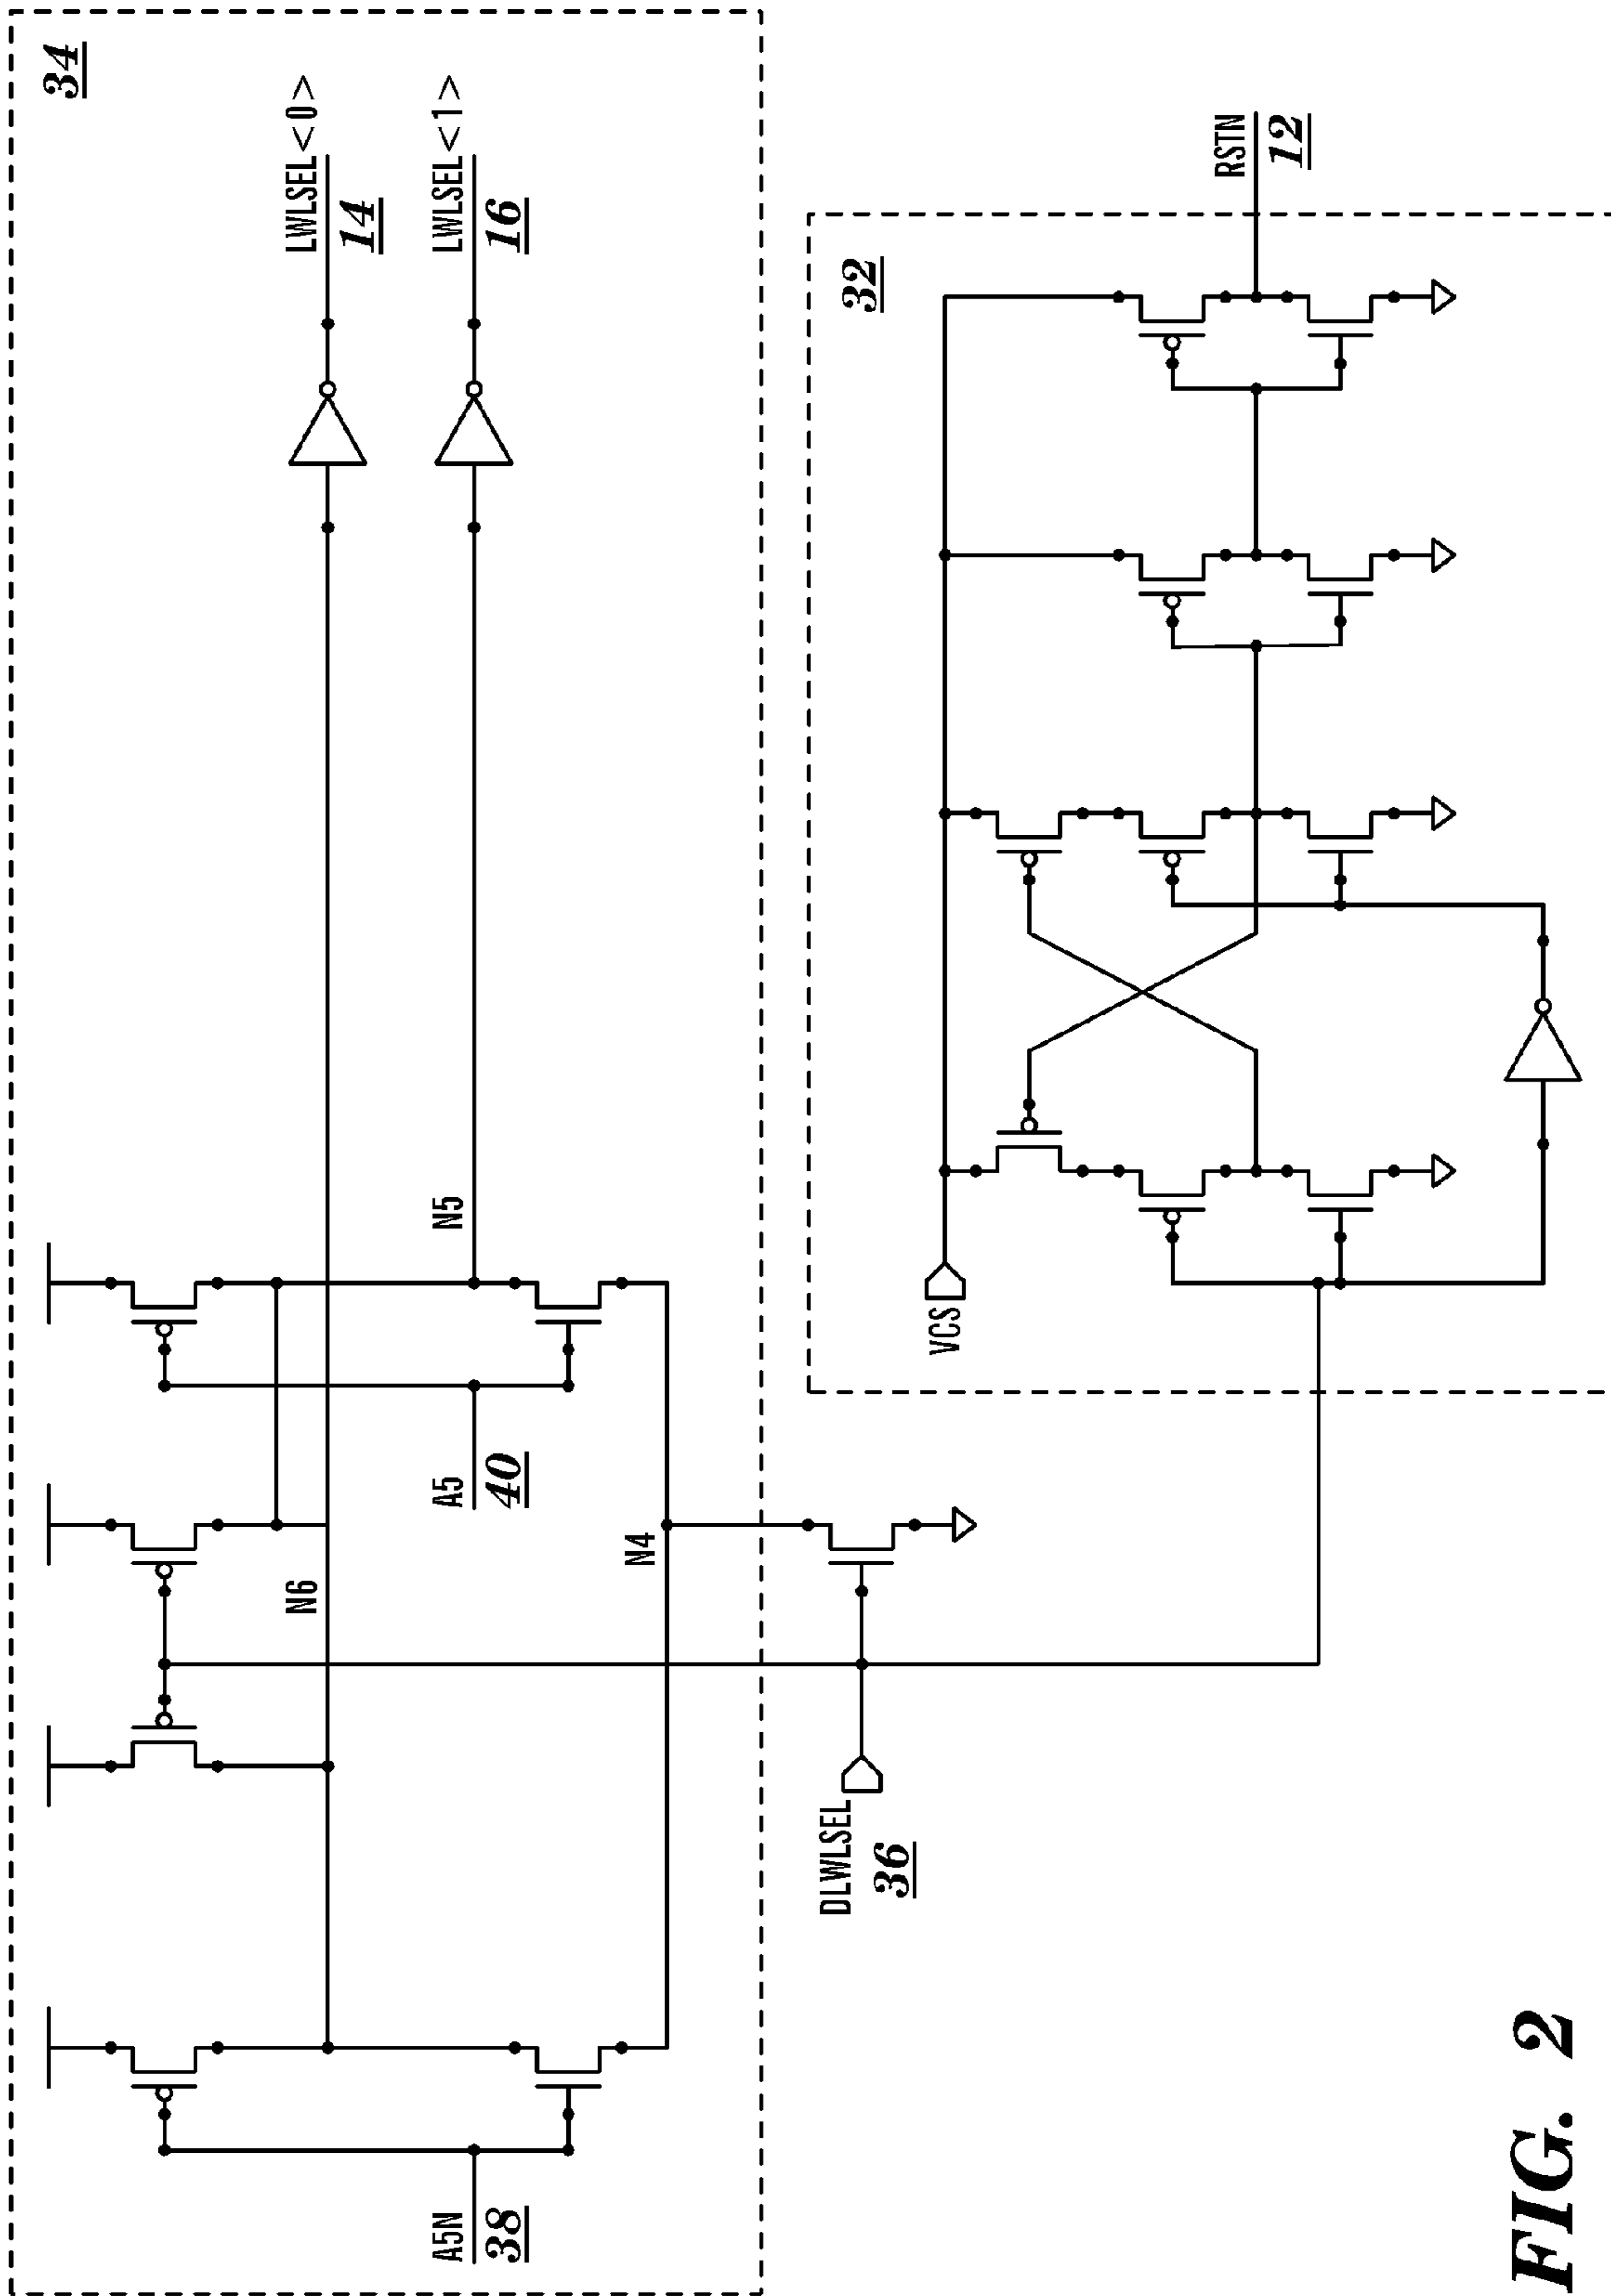 34
LWLSEL<0>
14
LWLSEL<1>
16
N5
N6
A5
40
N4
A5N
38
DLWLSEL
36
32
RSTN
12
VCS
FIG. 2